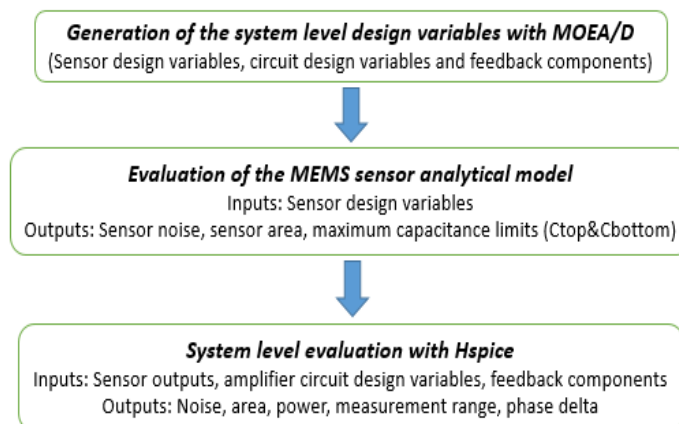 Generation of the system level design variables with MOEA/D
(Sensor design variables, circuit design variables and feedback components)
Evaluation of the MEMS sensor analytical model
Inputs: Sensor design variables
Outputs: Sensor noise, sensor area, maximum capacitance limits (Ctop&Cbottom)
System level evaluation with Hspice
Inputs: Sensor outputs, amplifier circuit design variables, feedback components
Outputs: Noise, area, power, measurement range, phase delta